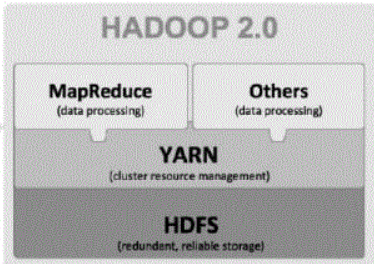 HADOOP 2.0
MapReduce
(data processing)
Others
(data processing)
YARN
(cluster resource management)
HDFS
(redundant, reliable storage)